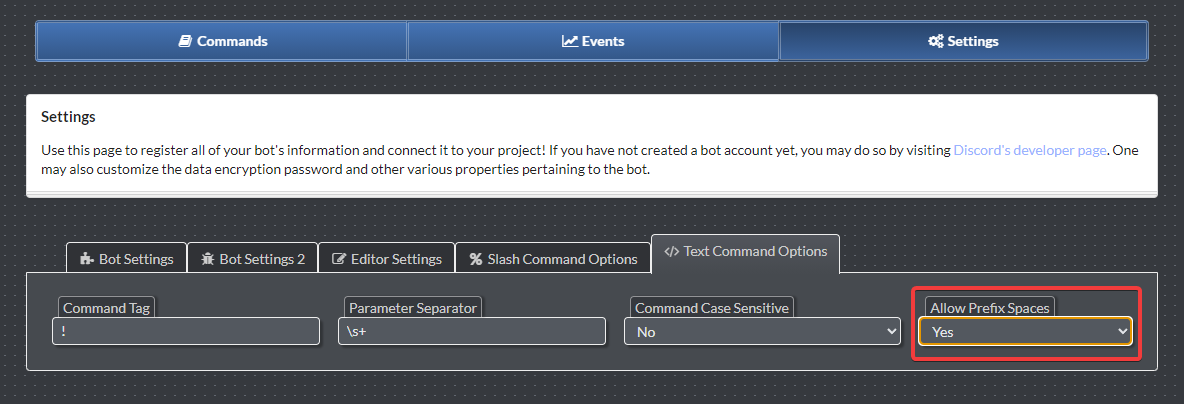 Commands
Events
Settings
Settings
Use this page to register all of your bot's information and connect it to your project! If you have not created a bot account yet, you may do so by visiting Discord's developer page. One
may also customize the data encryption password and other various properties pertaining to the bot.
Bot Settings
Bot Settings 2
Editor Settings
Slash Command Options
Text Command Options
Command Tag
Parameter Separator
Command Case Sensitive
Allow Prefix Spaces
!
\s+
No
Yes